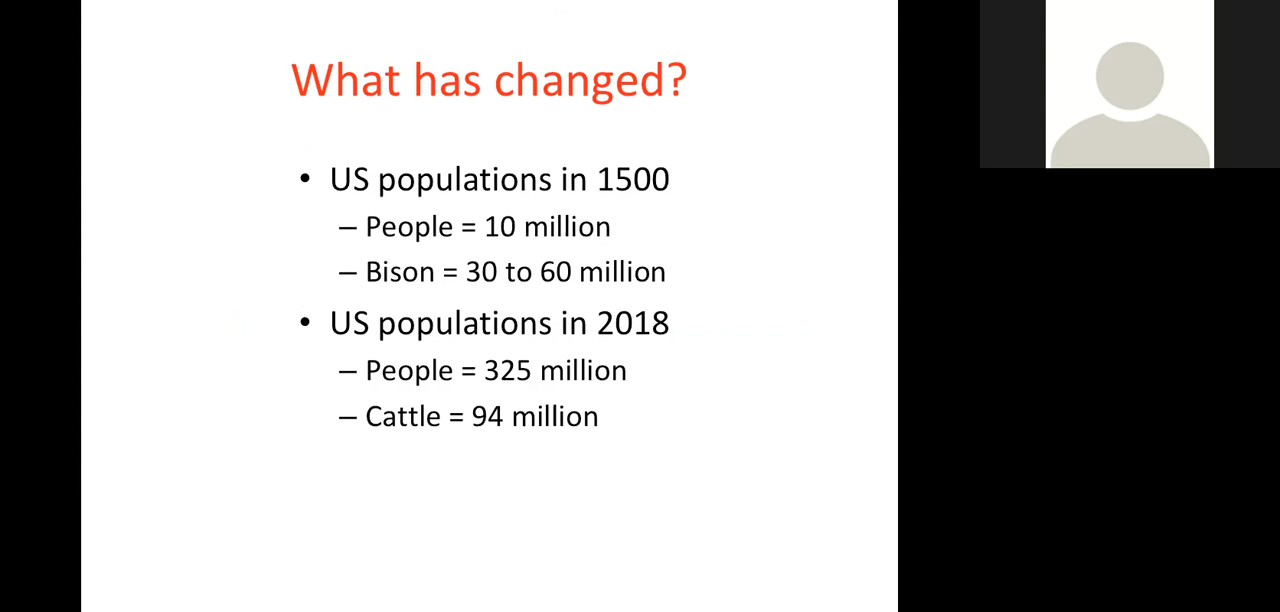 What has changed?
• US populations in 1500
– People = 10 million
– Bison = 30 to 60 million
• US populations in 2018
– People = 325 million
– Cattle = 94 million